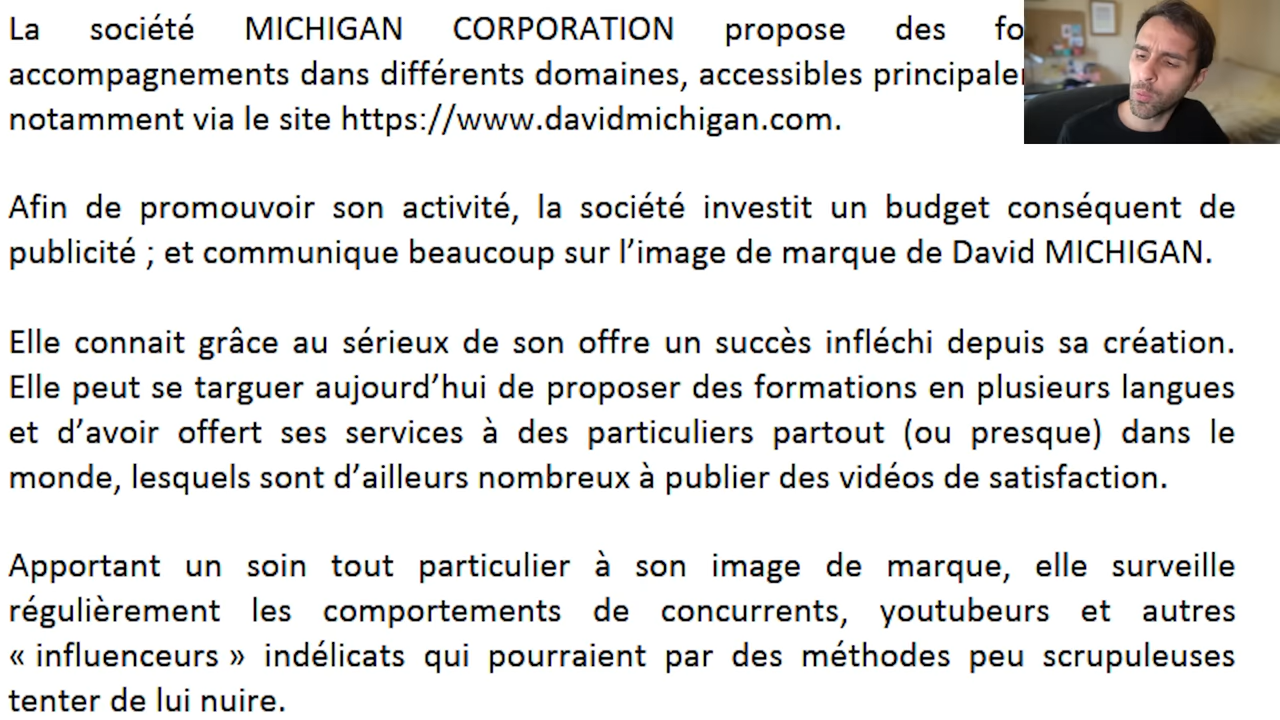 La société MICHIGAN CORPORATION propose des
accompagnements dans différents domaines, accessibles
notamment via le site https://www.davidmichigan.com.
Afin de promouvoir son activité, la société investit un budget conséquent de
publicité ; et communique beaucoup sur l’image de marque de David MICHIGAN.
Elle connait grâce au sérieux de son offre un succès infléchi depuis sa création.
Elle peut se targuer aujourd’hui de proposer des formations en plusieurs langues
et d’avoir offert ses services à des particuliers partout (ou presque) dans le
monde, lesquels sont d’ailleurs nombreux à publier des vidéos de satisfaction.
Apportant un soin tout particulier à son image de marque, elle surveille
régulièrement les comportements de concurrents, youtubeurs et autres
« influenceurs » indélicats qui pourraient par des méthodes peu scrupuleuses
tenter de lui nuire.